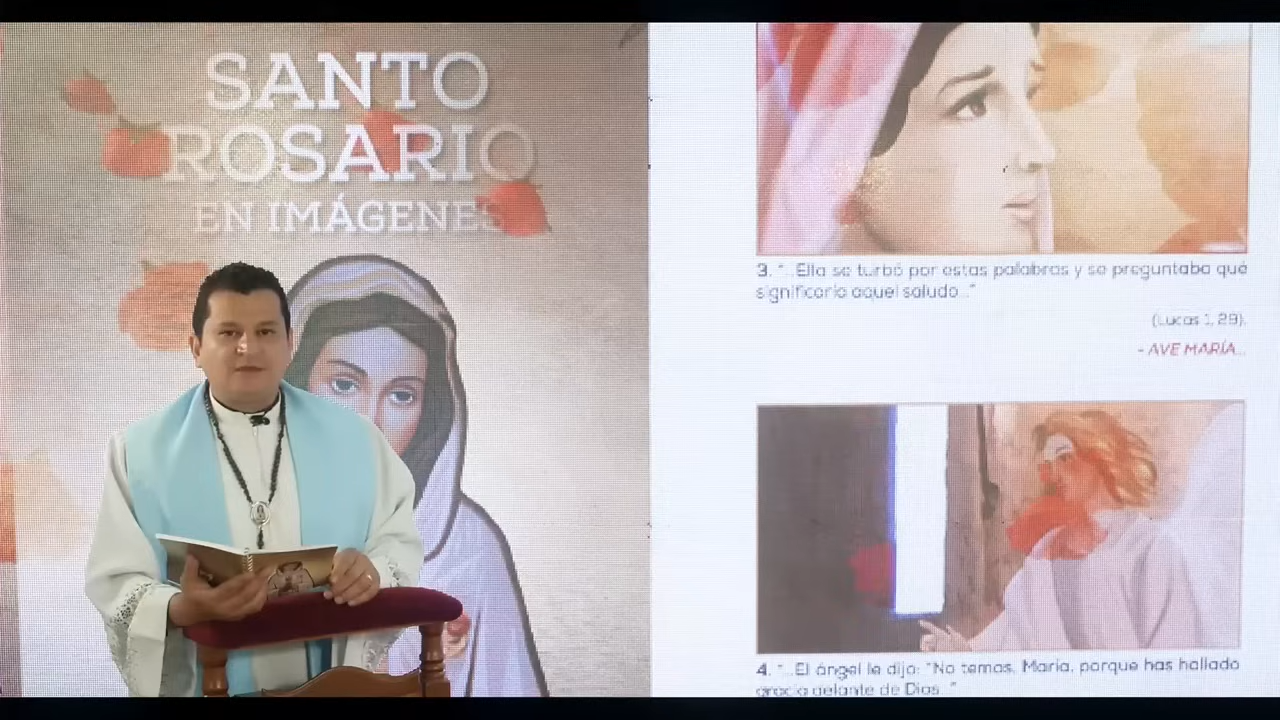 SANTO
ROSARIO
EN IMÁGENES
3. "...Ella se turbó por estas palabras y se preguntaba qué
significaría aquel saludo..."
(Lucas 1, 29).
- AVE MARÍA...
4. "...El ángel le dijo: "No temas, María, porque has hallado
gracia delante de Dios..."